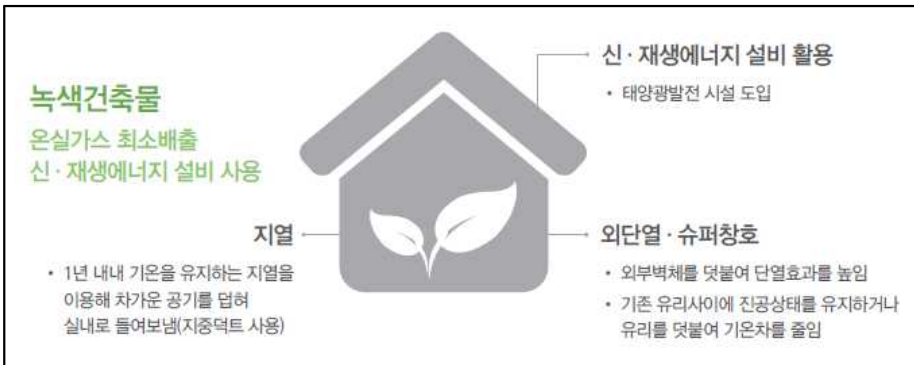 녹색건축물
온실가스 최소배출
신·재생에너지 설비 사용
신·재생에너지 설비 활용
• 태양광발전 시설 도입
지열
• 1년 내내 기온을 유지하는 지열을
이용해 차가운 공기를 덥혀
실내로 들여보냄(지중덕트 사용)
외단열·슈퍼창호
• 외부벽체를 덧붙여 단열효과를 높임
• 기존 유리사이에 진공상태를 유지하거나
유리를 덧붙여 기온차를 줄임